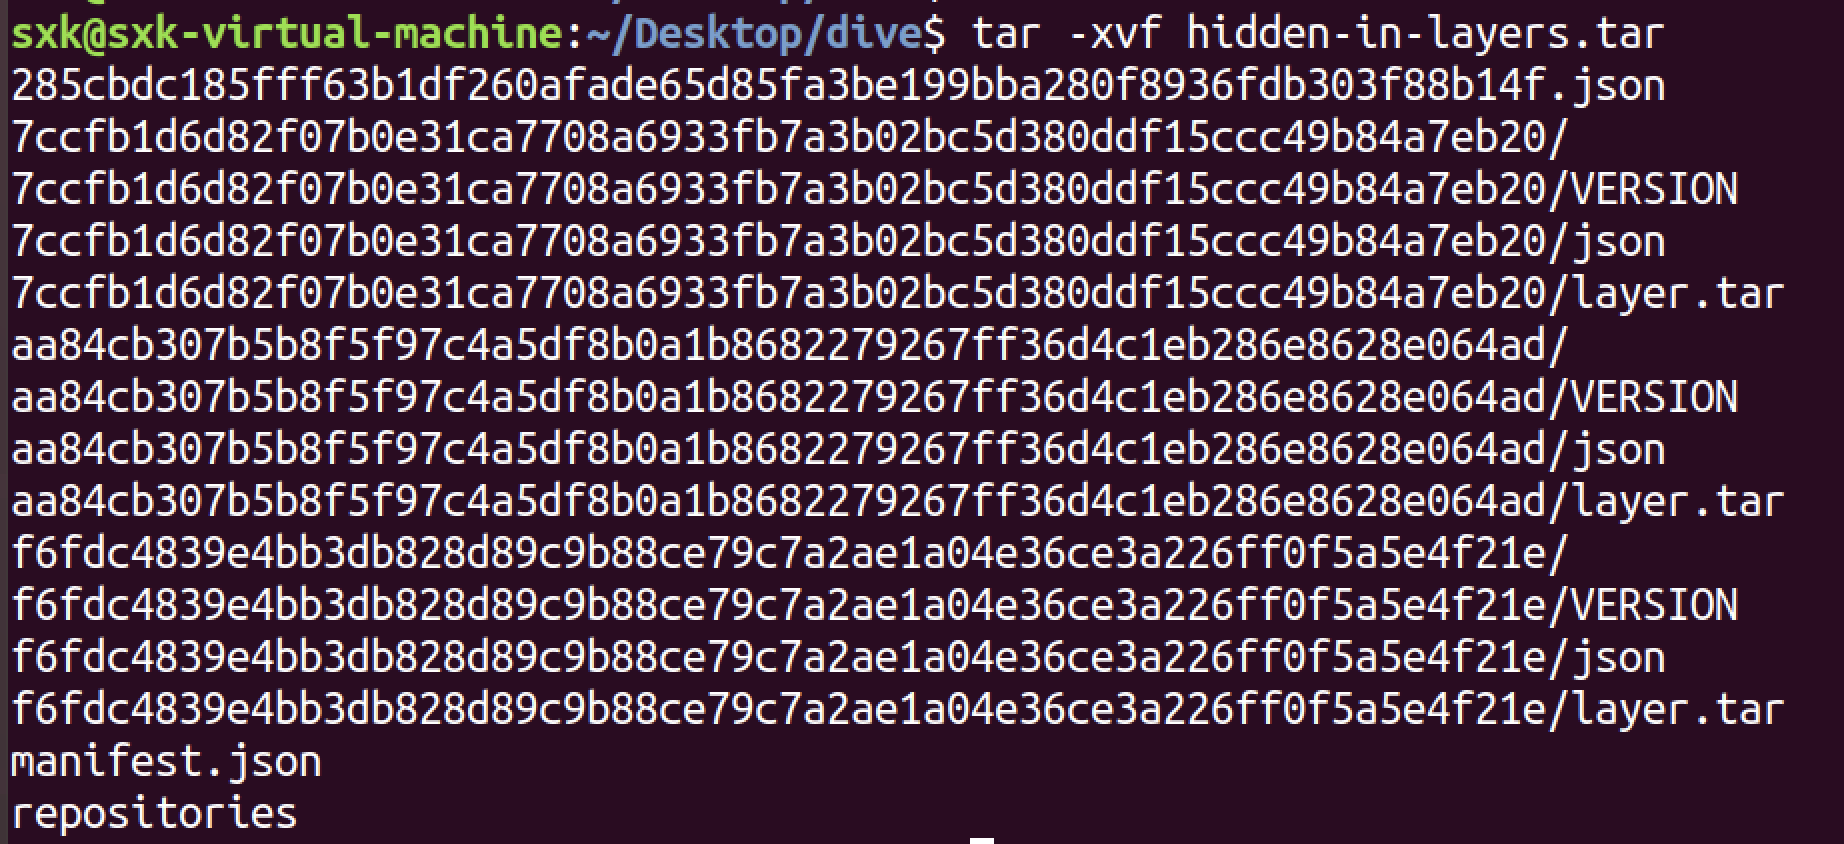 sxk@sxk-virtual-machine:~/Desktop/dive$ tar -xvf hidden-in-layers.tar
285cbdc185fff63b1df260afade65d85fa3be199bba280f8936fdb303f88b14f.json
7ccfb1d6d82f07b0e31ca7708a6933fb7a3b02bc5d380ddf15ccc49b84a7eb20/
7ccfb1d6d82f07b0e31ca7708a6933fb7a3b02bc5d380ddf15ccc49b84a7eb20/VERSION
7ccfb1d6d82f07b0e31ca7708a6933fb7a3b02bc5d380ddf15ccc49b84a7eb20/json
7ccfb1d6d82f07b0e31ca7708a6933fb7a3b02bc5d380ddf15ccc49b84a7eb20/layer.tar
aa84cb307b5b8f5f97c4a5df8b0a1b8682279267ff36d4c1eb286e8628e064ad/
aa84cb307b5b8f5f97c4a5df8b0a1b8682279267ff36d4c1eb286e8628e064ad/VERSION
aa84cb307b5b8f5f97c4a5df8b0a1b8682279267ff36d4c1eb286e8628e064ad/json
aa84cb307b5b8f5f97c4a5df8b0a1b8682279267ff36d4c1eb286e8628e064ad/layer.tar
f6fdc4839e4bb3db828d89c9b88ce79c7a2ae1a04e36ce3a226ff0f5a5e4f21e/
f6fdc4839e4bb3db828d89c9b88ce79c7a2ae1a04e36ce3a226ff0f5a5e4f21e/VERSION
f6fdc4839e4bb3db828d89c9b88ce79c7a2ae1a04e36ce3a226ff0f5a5e4f21e/json
f6fdc4839e4bb3db828d89c9b88ce79c7a2ae1a04e36ce3a226ff0f5a5e4f21e/layer.tar
manifest.json
repositories